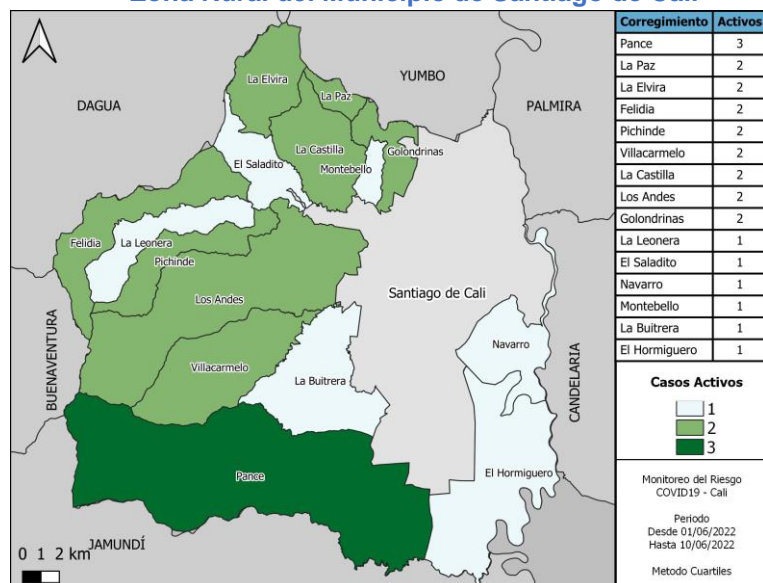 Zona Rural del Municipio de Santiago de Cali
Corregimiento Activos
Pance 3
La Paz 2
La Elvira 2
Felidia 2
Pichinde 2
Villacarmelo 2
La Castilla 2
Los Andes 2
Golondrinas 2
La Leonera 1
El Saladito 1
Navarro 1
Montebello 1
La Buitrera 1
El Hormiguero 1
Casos Activos
1
2
3
Monitoreo del Riesgo
COVID19 - Cali
Periodo
Desde 01/06/2022
Hasta 10/06/2022
Metodo Cuartiles
YUMBO
DAGUA
PALMIRA
La Elvira
La Paz
La Castilla
Golondrinas
El Saladito
Montebello
Felidia
La Leonera
Pichinde
Los Andes
Santiago de Cali
Navarro
Villacarmelo
La Buitrera
BUENAVENTURA
CANDELARIA
Pance
El Hormiguero
JAMUNDÍ
0 1 2 km